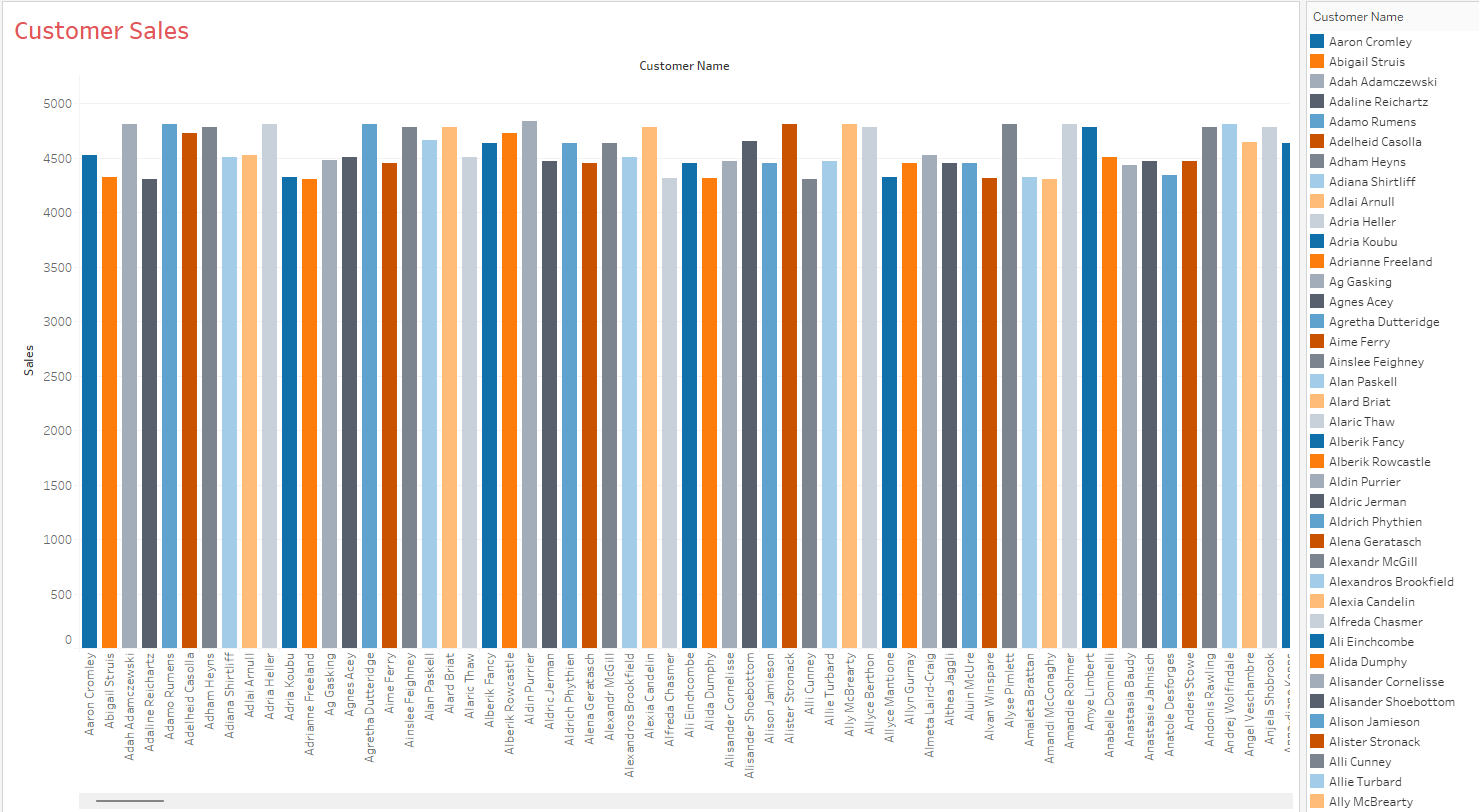 Customer Sales
Customer Name
5000
4500
4000
3500
3000
2500
2000
1500
1000
500
0
Sales
Aaron Cromley
Abigail Struis
Adah Adamczewski
Adaline Reichartz
Adamo Rumens
Adelheid Casolla
Adham Heyns
Adiana Shirtliff
Adlai Arnull
Adria Heller
Adria Koubu
Adrianne Freeland
Ag Gasking
Agnes Acey
Agretha Dutteridge
Aime Ferry
Ainslee Feighney
Alan Paskell
Alard Briat
Alaric Thaw
Alberik Fancy
Alberik Rowcastle
Aldin Purrier
Aldric Jerman
Aldrich Phythien
Alena Geratasch
Alexandr McGill
Alexandros Brookfield
Alexia Candelin
Alfreda Chasmer
Ali Einchcombe
Alida Dumphy
Alisander Cornelisse
Alisander Shoebottom
Alison Jamieson
Alister Stronack
Alli Cunney
Allie Turbard
Ally McBrearty
Allyce Berthon
Allyce Mantione
Allyn Gurnay
Almeta Laird-Craig
Althea Jaggli
Aluin McUre
Alvan Winspare
Alyse Pimlett
Amaleta Brattan
Amandi McConaghy
Amandie Rohmer
Amye Limbert
Anabelle Dominelli
Anastasia Baudy
Anastasie Jahnisch
Anatole Desforges
Anders Stowe
Andonis Rawling
Andrej Wolfindale
Angel Veschambre
Anjela Shobrook
Customer Name
Aaron Cromley
Abigail Struis
Adah Adamczewski
Adaline Reichartz
Adamo Rumens
Adelheid Casolla
Adham Heyns
Adiana Shirtliff
Adlai Arnull
Adria Heller
Adria Koubu
Adrianne Freeland
Ag Gasking
Agnes Acey
Agretha Dutteridge
Aime Ferry
Ainslee Feighney
Alan Paskell
Alard Briat
Alaric Thaw
Alberik Fancy
Alberik Rowcastle
Aldin Purrier
Aldric Jerman
Aldrich Phythien
Alena Geratasch
Alexandr McGill
Alexandros Brookfield
Alexia Candelin
Alfreda Chasmer
Ali Einchcombe
Alida Dumphy
Alisander Cornelisse
Alisander Shoebottom
Alison Jamieson
Alister Stronack
Alli Cunney
Allie Turbard
Ally McBrearty